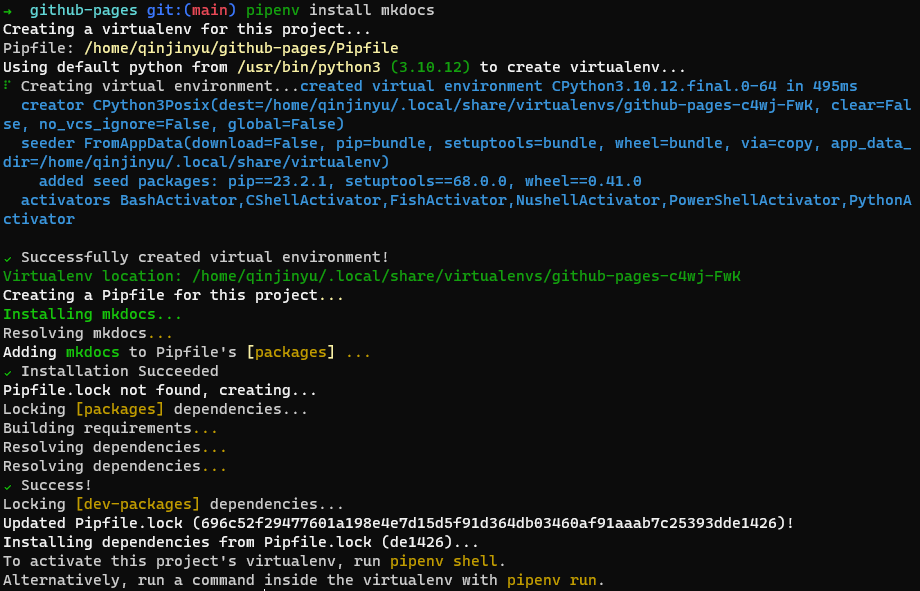 →  github-pages git:(main) pipenv install mkdocs
Creating a virtualenv for this project...
Pipfile: /home/qinjinyu/github-pages/Pipfile
Using default python from /usr/bin/python3 (3.10.12) to create virtualenv...
⠋ Creating virtual environment...created virtual environment CPython3.10.12.final.0-64 in 495ms
  creator CPython3Posix(dest=/home/qinjinyu/.local/share/virtualenvs/github-pages-c4wj-FwK, clear=Fal
se, no_vcs_ignore=False, global=False)
  seeder FromAppData(download=False, pip=bundle, setuptools=bundle, wheel=bundle, via=copy, app_data_
dir=/home/qinjinyu/.local/share/virtualenv)
    added seed packages: pip==23.2.1, setuptools==68.0.0, wheel==0.41.0
  activators BashActivator,CShellActivator,FishActivator,NushellActivator,PowerShellActivator,PythonA
ctivator

✓ Successfully created virtual environment!
Virtualenv location: /home/qinjinyu/.local/share/virtualenvs/github-pages-c4wj-FwK
Creating a Pipfile for this project...
Installing mkdocs...
Resolving mkdocs...
Adding mkdocs to Pipfile's [packages] ...
✓ Installation Succeeded
Pipfile.lock not found, creating...
Locking [packages] dependencies...
Building requirements...
Resolving dependencies...
Resolving dependencies...
✓ Success!
Locking [dev-packages] dependencies...
Updated Pipfile.lock (696c52f29477601a198e4e7d15d5f91d364db03460af91aaab7c25393dde1426)!
Installing dependencies from Pipfile.lock (de1426)...
To activate this project's virtualenv, run pipenv shell.
Alternatively, run a command inside the virtualenv with pipenv run.